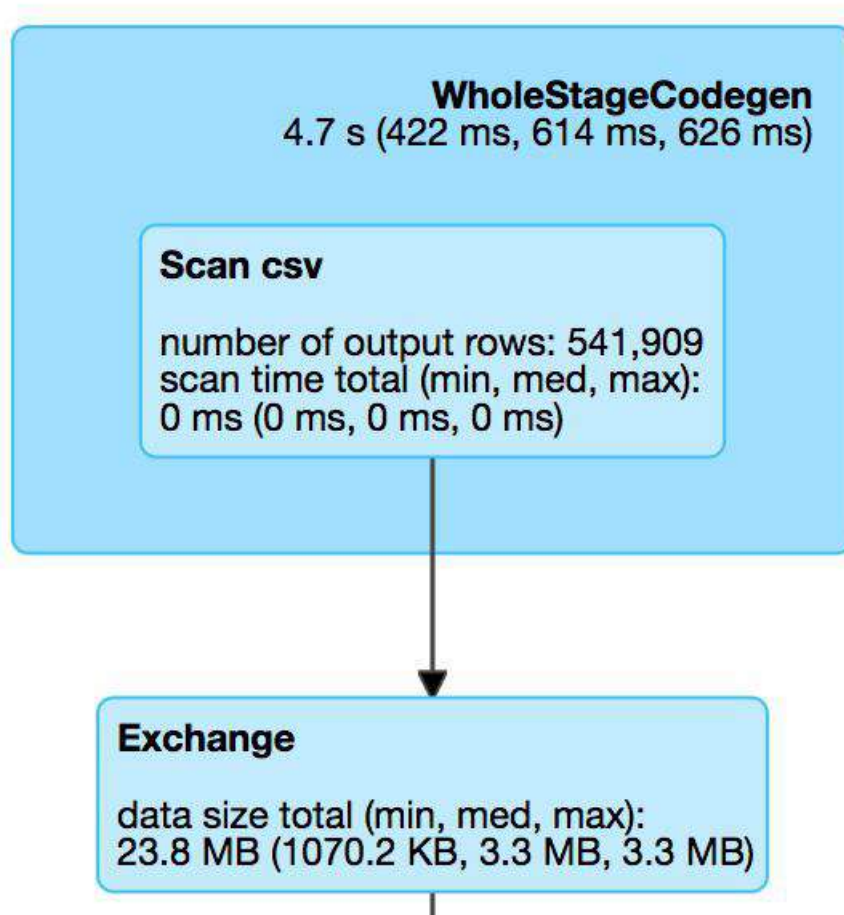 WholeStageCodegen
4.7 s (422 ms, 614 ms, 626 ms)
Scan csv
number of output rows: 541,909
scan time total (min, med, max):
0 ms (0 ms, 0 ms, 0 ms)
Exchange
data size total (min, med, max):
23.8 MB (1070.2 KB, 3.3 MB, 3.3 MB)